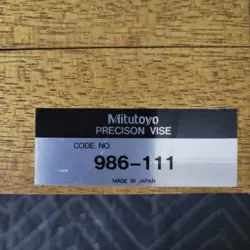 Mitutoyo
PRECISON VISE
CODE NO.
986-111
MADE IN JAPAN